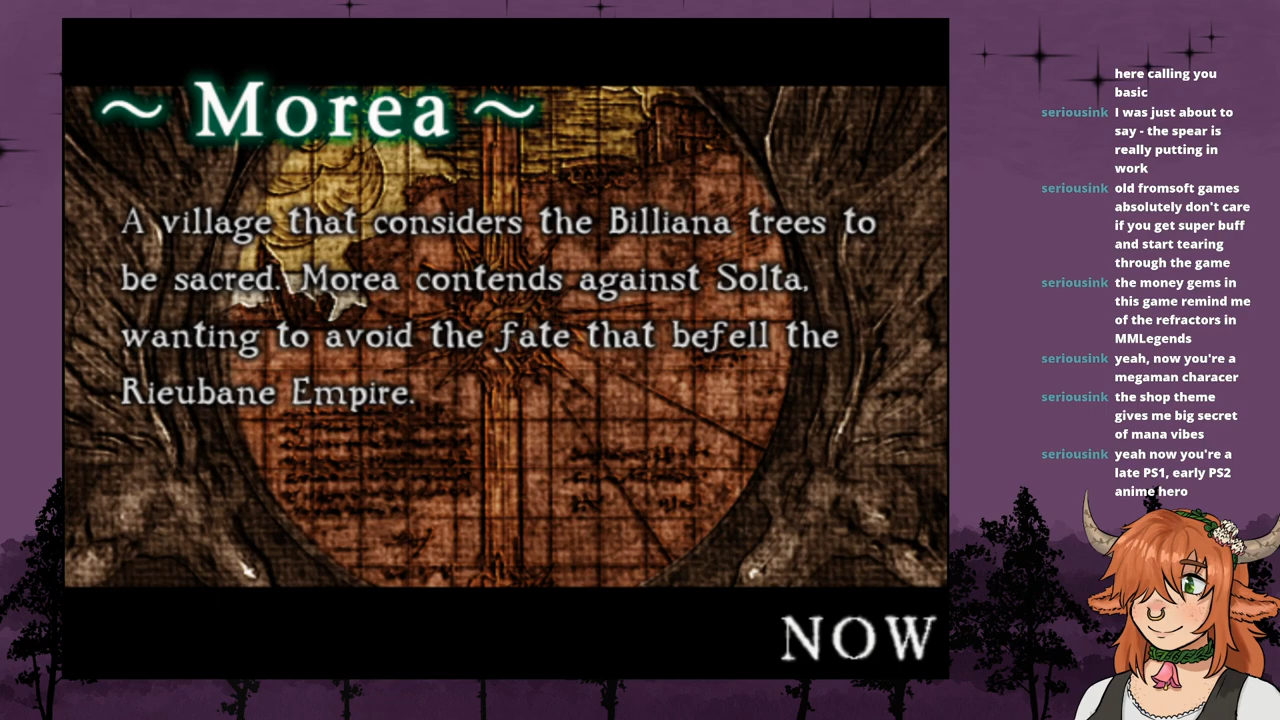 ~ Morea ~
A village that considers the Billiana trees to
be sacred. Morea contends against Solta,
wanting to avoid the fate that befell the
Rieubane Empire.
NOW
here calling you
basic
seriousink I was just about to
say - the spear is
really putting in
work
seriousink old fromsoft games
absolutely don't care
if you get super buff
and start tearing
through the game
seriousink the money gems in
this game remind me
of the refractors in
MMLegends
seriousink yeah, now you're a
megaman characer
seriousink the shop theme
gives me big secret
of mana vibes
seriousink yeah now you're a
late PS1, early PS2
anime hero